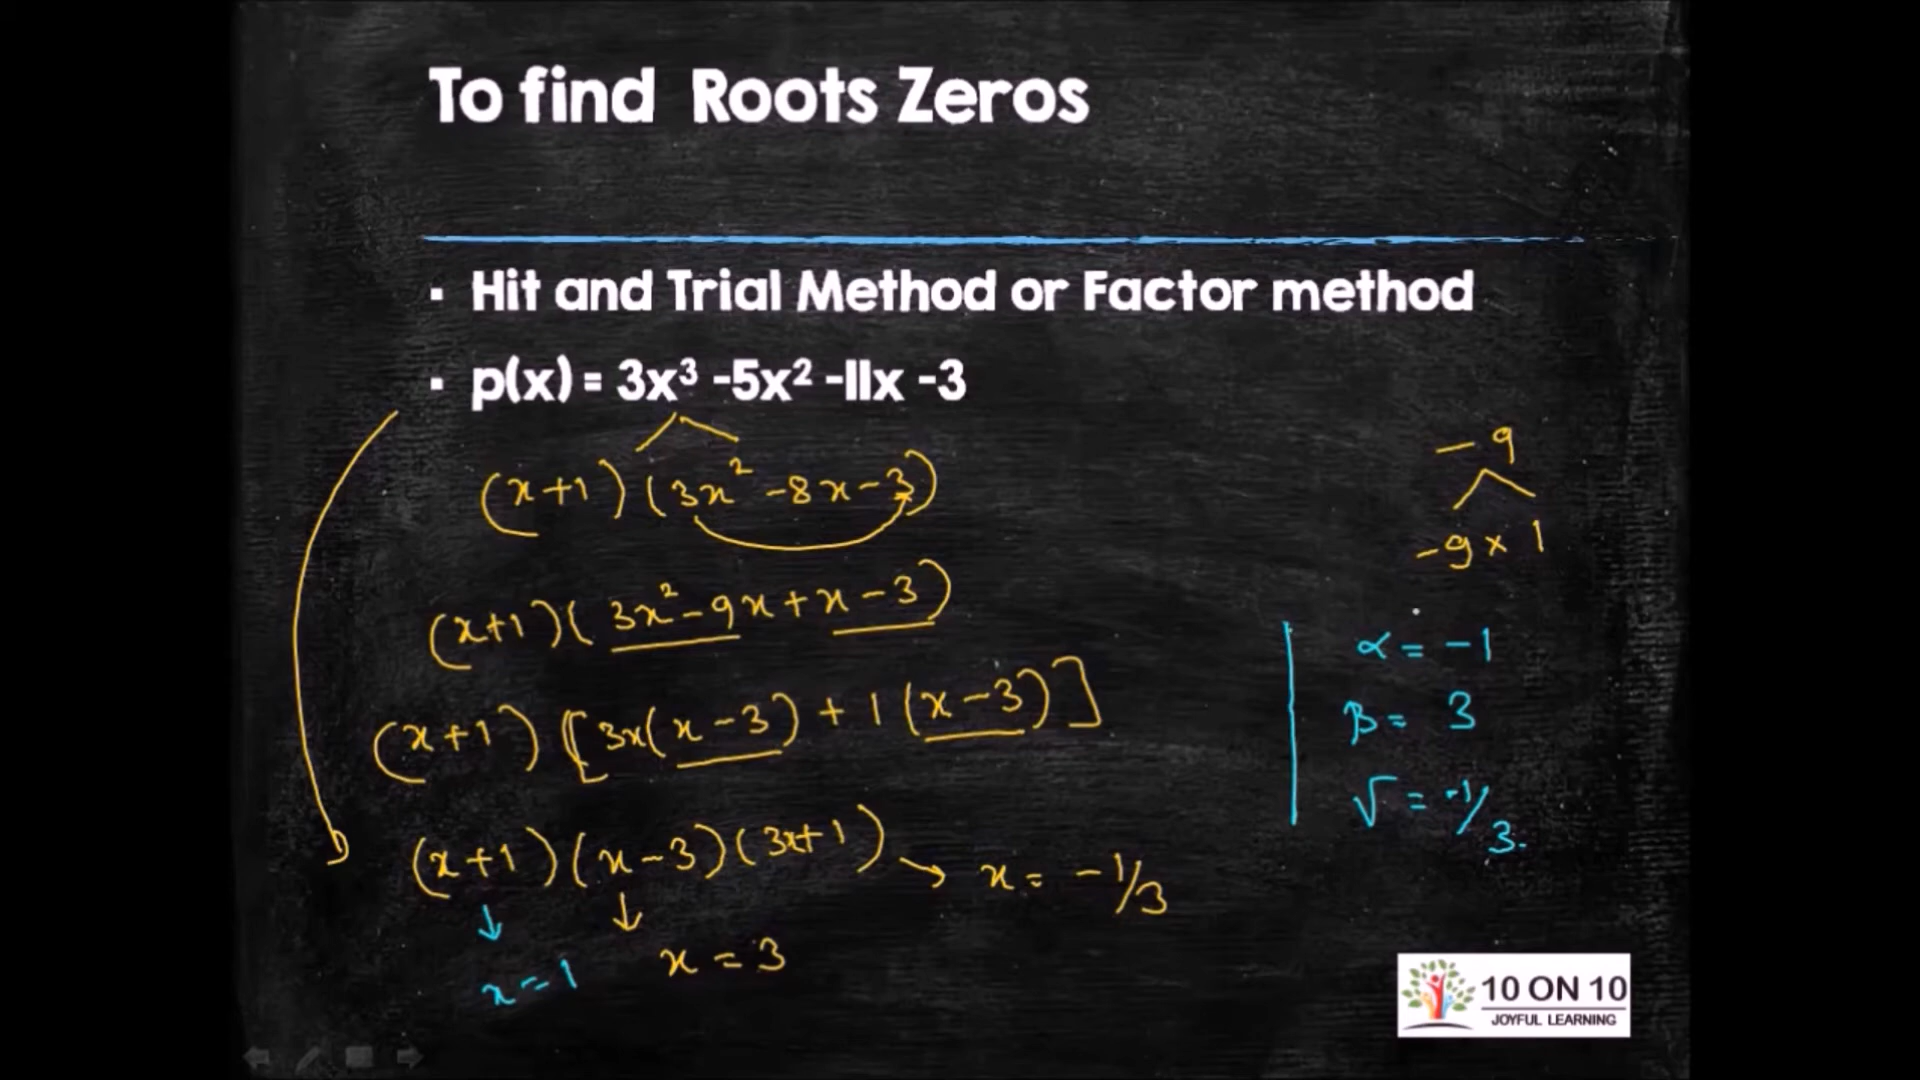 To find Roots Zeros
▪ Hit and Trial Method or Factor method
▪ p(x) = 3x³ -5x² -11x -3
(x+1) (3x² -8x -3)
(x+1) ( 3x² -9x + x -3)
(x+1) [3x(x-3) + 1 (x-3)]
(x+1) (x-3) (3x+1) → x = -1/3
x = 3
x=-1
-9
-9 x 1
α = -1
β = 3
√ = -1/3.
10 ON 10
JOYFUL LEARNING